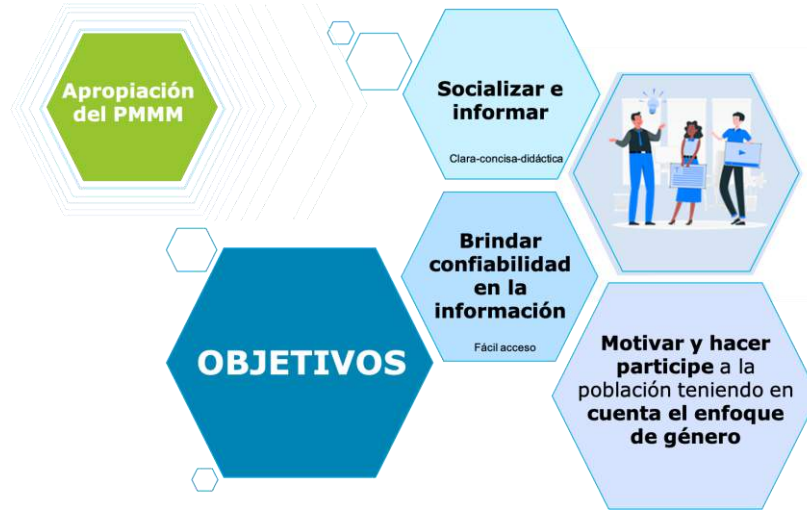 Apropiación
del PMMM
Socializar e
informar
Clara-concisa-didáctica
Brindar
confiabilidad
en la
información
Fácil acceso
OBJETIVOS
Motivar y hacer
participe a la
población teniendo en
cuenta el enfoque
de género